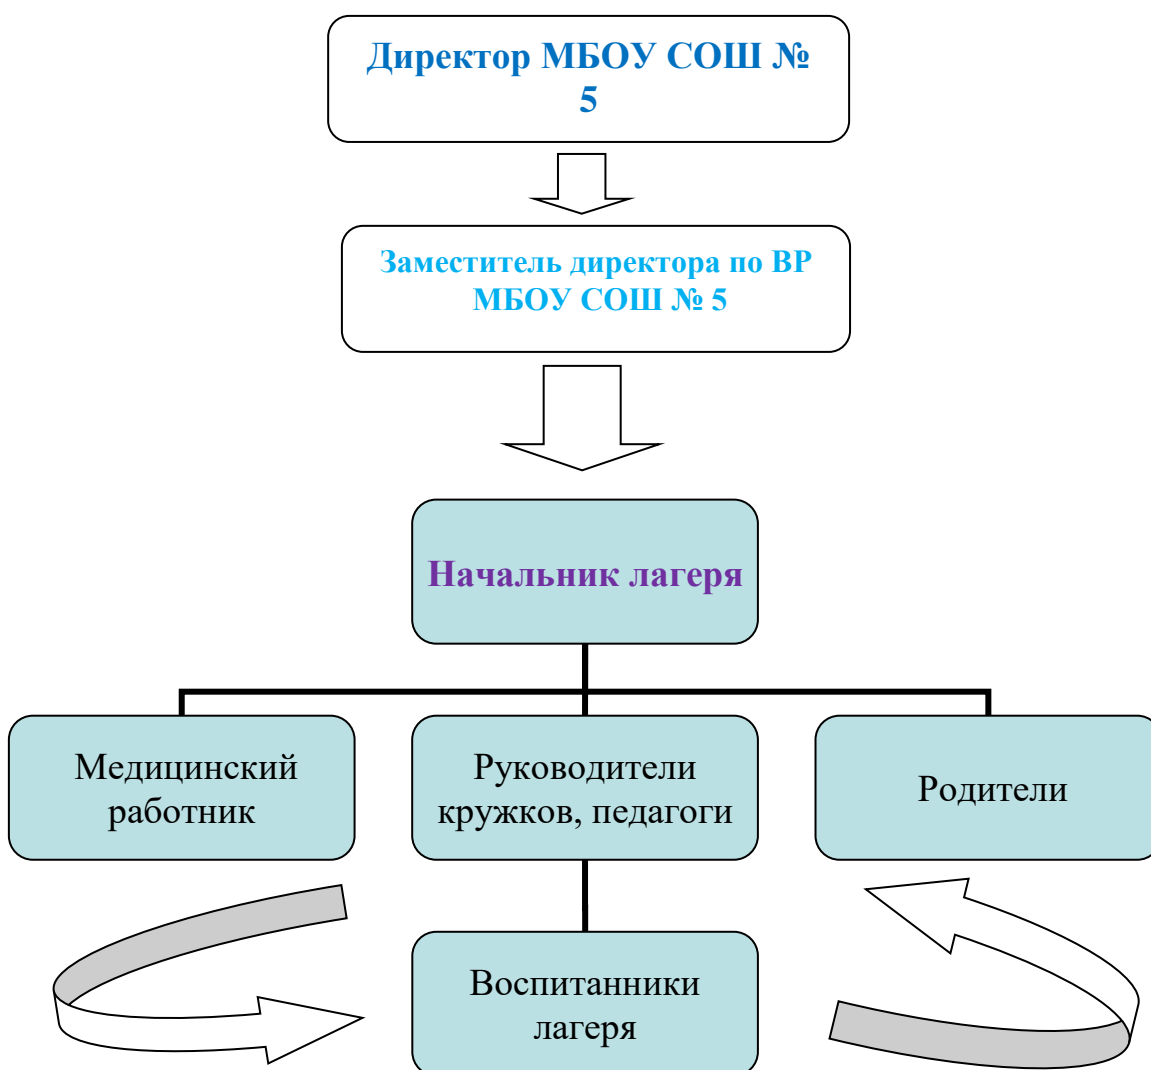 Директор МБОУ СОШ №
5
Заместитель директора по ВР
МБОУ СОШ № 5
Начальник лагеря
Медицинский
работник
Руководители
кружков, педагоги
Родители
Воспитанники
лагеря